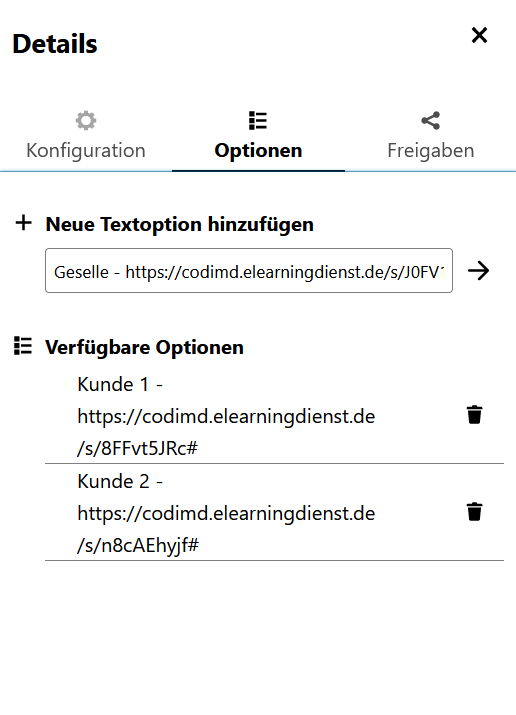 Details
Konfiguration
Optionen
Freigaben
Neue Textoption hinzufügen
Geselle - https://codimd.elearningdienst.de/s/J0FV
Verfügbare Optionen
Kunde 1 -
https://codimd.elearningdienst.de
/s/8FFvt5JRc#
Kunde 2 -
https://codimd.elearningdienst.de
/s/n8cAEhyjf#